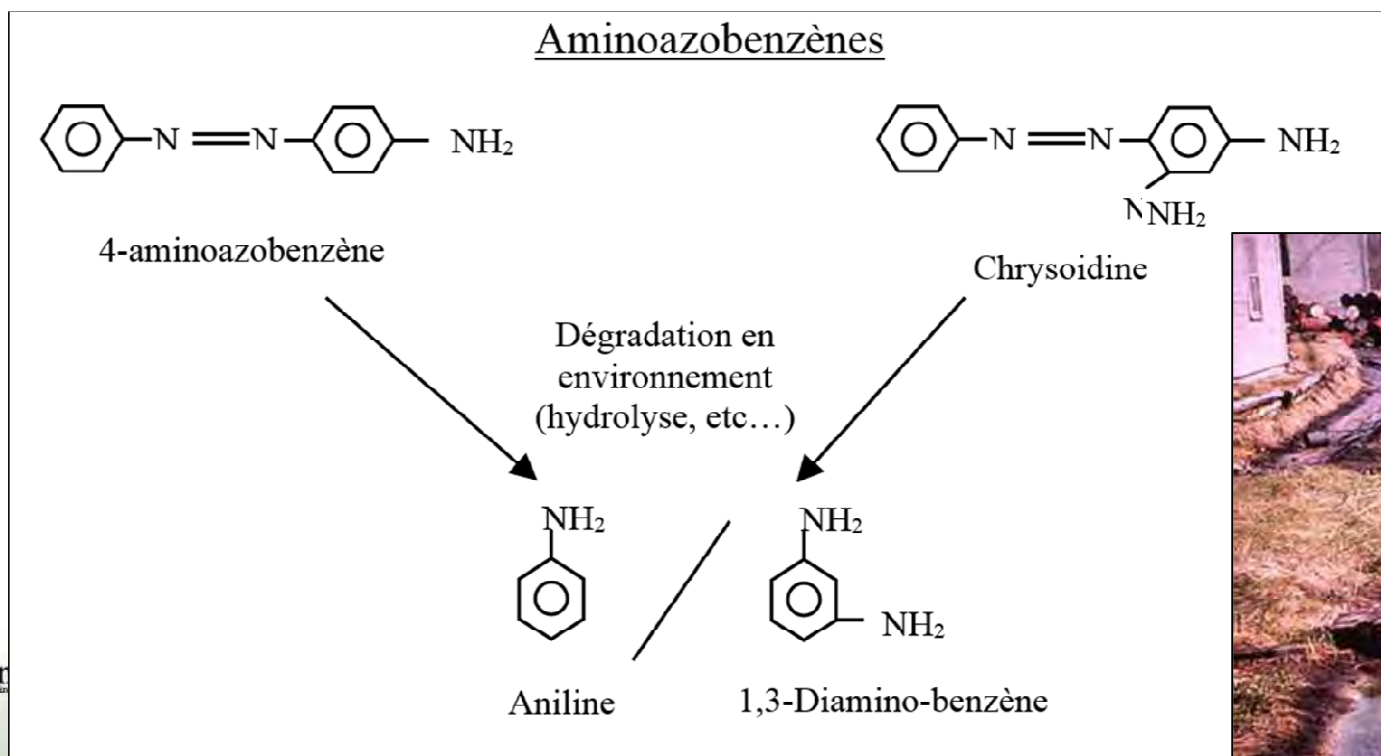 Aminoazobenzènes
N N NH₂
4-aminoazobenzène
N N NH₂
NNH₂
Chrysoidine
Dégradation en
environnement
(hydrolyse, etc…)
NH₂
Aniline
NH₂
NH₂
1,3-Diamino-benzène